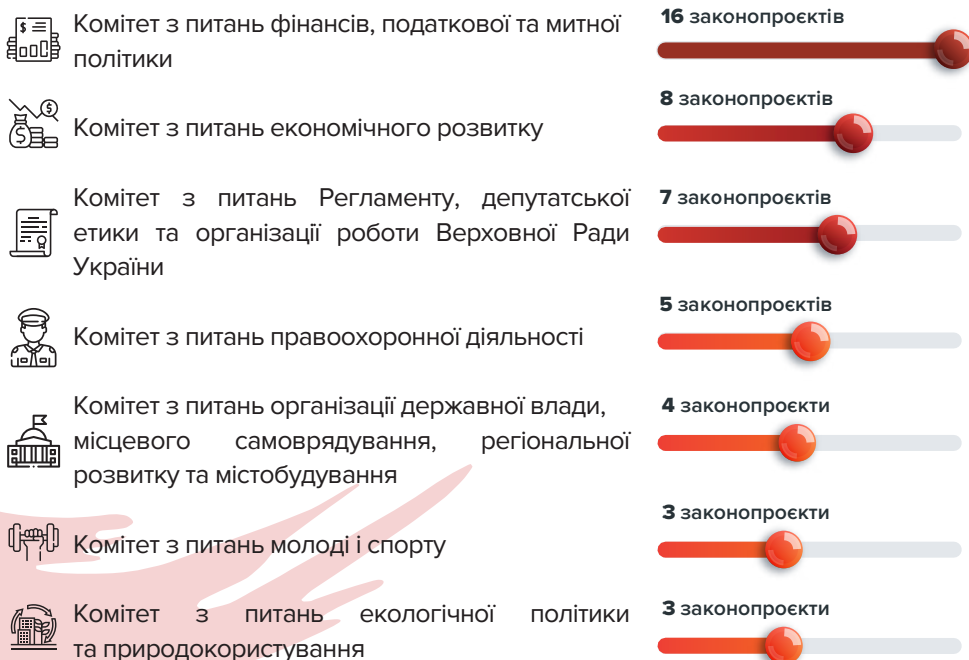 Комітет з питань фінансів, податкової та митної
політики
16 законопроєктів
Комітет з питань економічного розвитку
8 законопроєктів
Комітет з питань Регламенту, депутатської
етики та організації роботи Верховної Ради
України
7 законопроєктів
Комітет з питань правоохоронної діяльності
5 законопроєктів
Комітет з питань організації державної влади,
місцевого самоврядування, регіональної
розвитку та містобудування
4 законопроєкти
Комітет з питань молоді і спорту
3 законопроєкти
Комітет з питань екологічної політики
та природокористування
3 законопроєкти